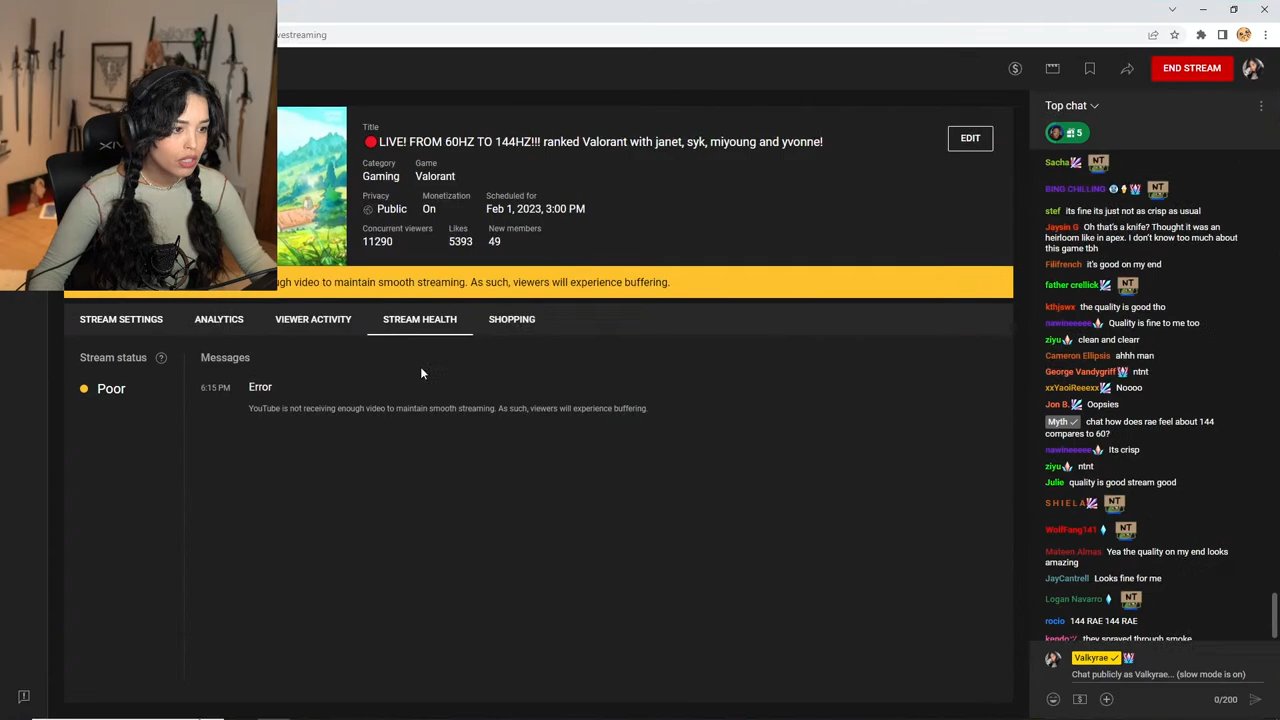 vestreaming
END STREAM
Title
LIVE! FROM 60HZ TO 144HZ!!! ranked Valorant with janet, syk, miyoung and yvonne!
EDIT
Category Game
Gaming Valorant
Privacy Monetization Scheduled for
Public On Feb 1, 2023, 3:00 PM
Concurrent viewers Likes New members
11290 5393 49
ugh video to maintain smooth streaming. As such, viewers will experience buffering.
STREAM SETTINGS ANALYTICS VIEWER ACTIVITY STREAM HEALTH SHOPPING
Stream status Messages
Poor
6:15 PM Error
YouTube is not receiving enough video to maintain smooth streaming. As such, viewers will experience buffering.
Top chat
5
Sacha NT
BING CHILLING NT
stef its fine its just not as crisp as usual
Jaysin G Oh that's a knife? Thought it was an
heirloom like in apex. I don't know too much about
this game tbh
Filifrench it's good on my end
father crellick NT
kthjswx the quality is good tho
nawineeeee Quality is fine to me too
ziyu clean and clearr
Cameron Ellipsis ahhh man
George Vandygriff ntnt
xxYaoiReeexx Noooo
Jon B. Oopsies
Myth chat how does rae feel about 144
compares to 60?
nawineeeee Its crisp
ziyu ntnt
Julie quality is good stream good
S H I E L A NT
WolfFang141 NT
Mateen Almas Yea the quality on my end looks
amazing
JayCantrell Looks fine for me
Logan Navarro NT
rocio 144 RAE 144 RAE
kendo they sprayed through smoke
Valkyrae
Chat publicly as Valkyrae... (slow mode is on)
0/200